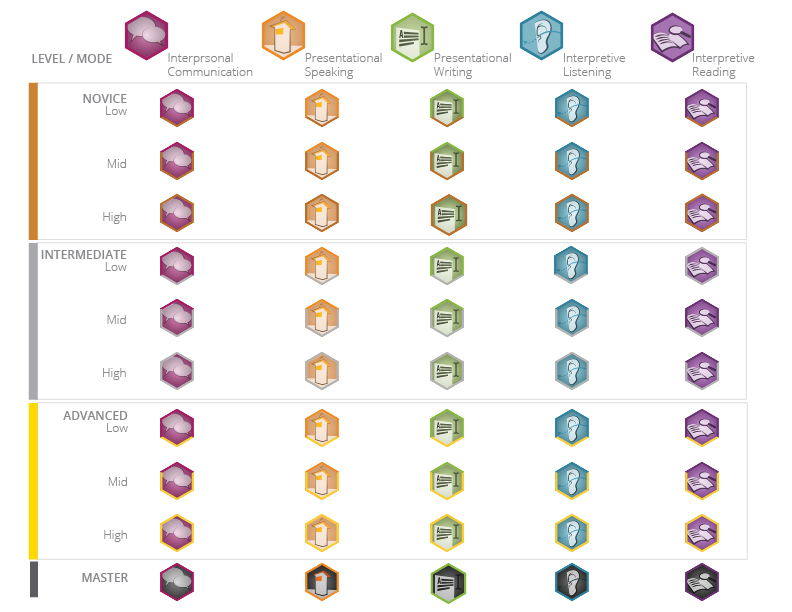 LEVEL / MODE
Interprsonal
Communication
Presentational
Speaking
Presentational
Writing
Interpretive
Listening
Interpretive
Reading
NOVICE
Low
Mid
High
INTERMEDIATE
Low
Mid
High
ADVANCED
Low
Mid
High
MASTER